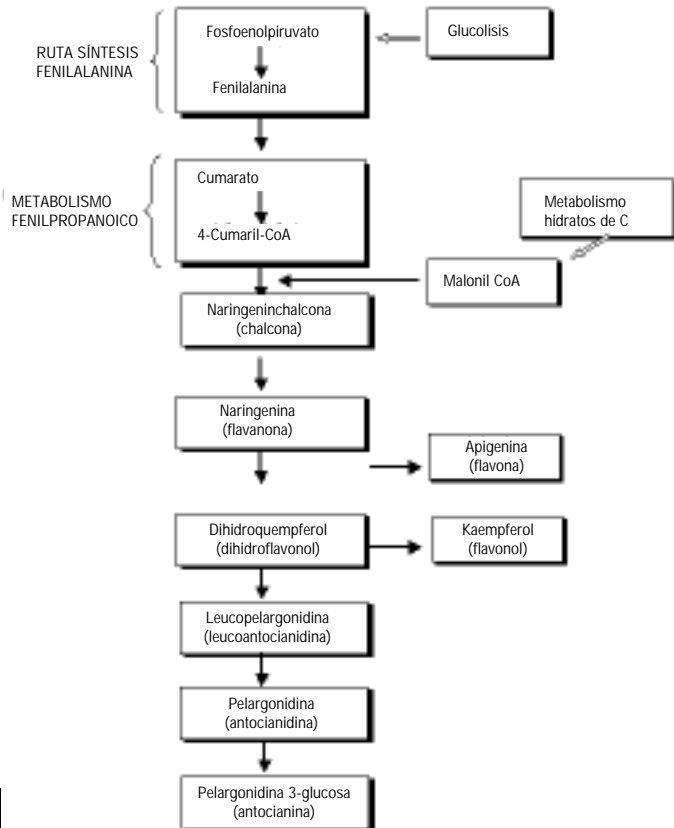 Fosfoenolpiruvato
Glucolisis
RUTA SÍNTESIS
FENILALANINA
Fenilalanina
Cumarato
METABOLISMO
FENILPROPANOICO
4-Cumaril-CoA
Metabolismo
hidratos de C
Malonil CoA
Naringeninchalcona
(chalcona)
Naringenina
(flavanona)
Apigenina
(flavona)
Dihidroquempferol
(dihidroflavonol)
Kaempferol
(flavonol)
Leucopelargonidina
(leucoantocianidina)
Pelargonidina
(antocianidina)
Pelargonidina 3-glucosa
(antocianina)